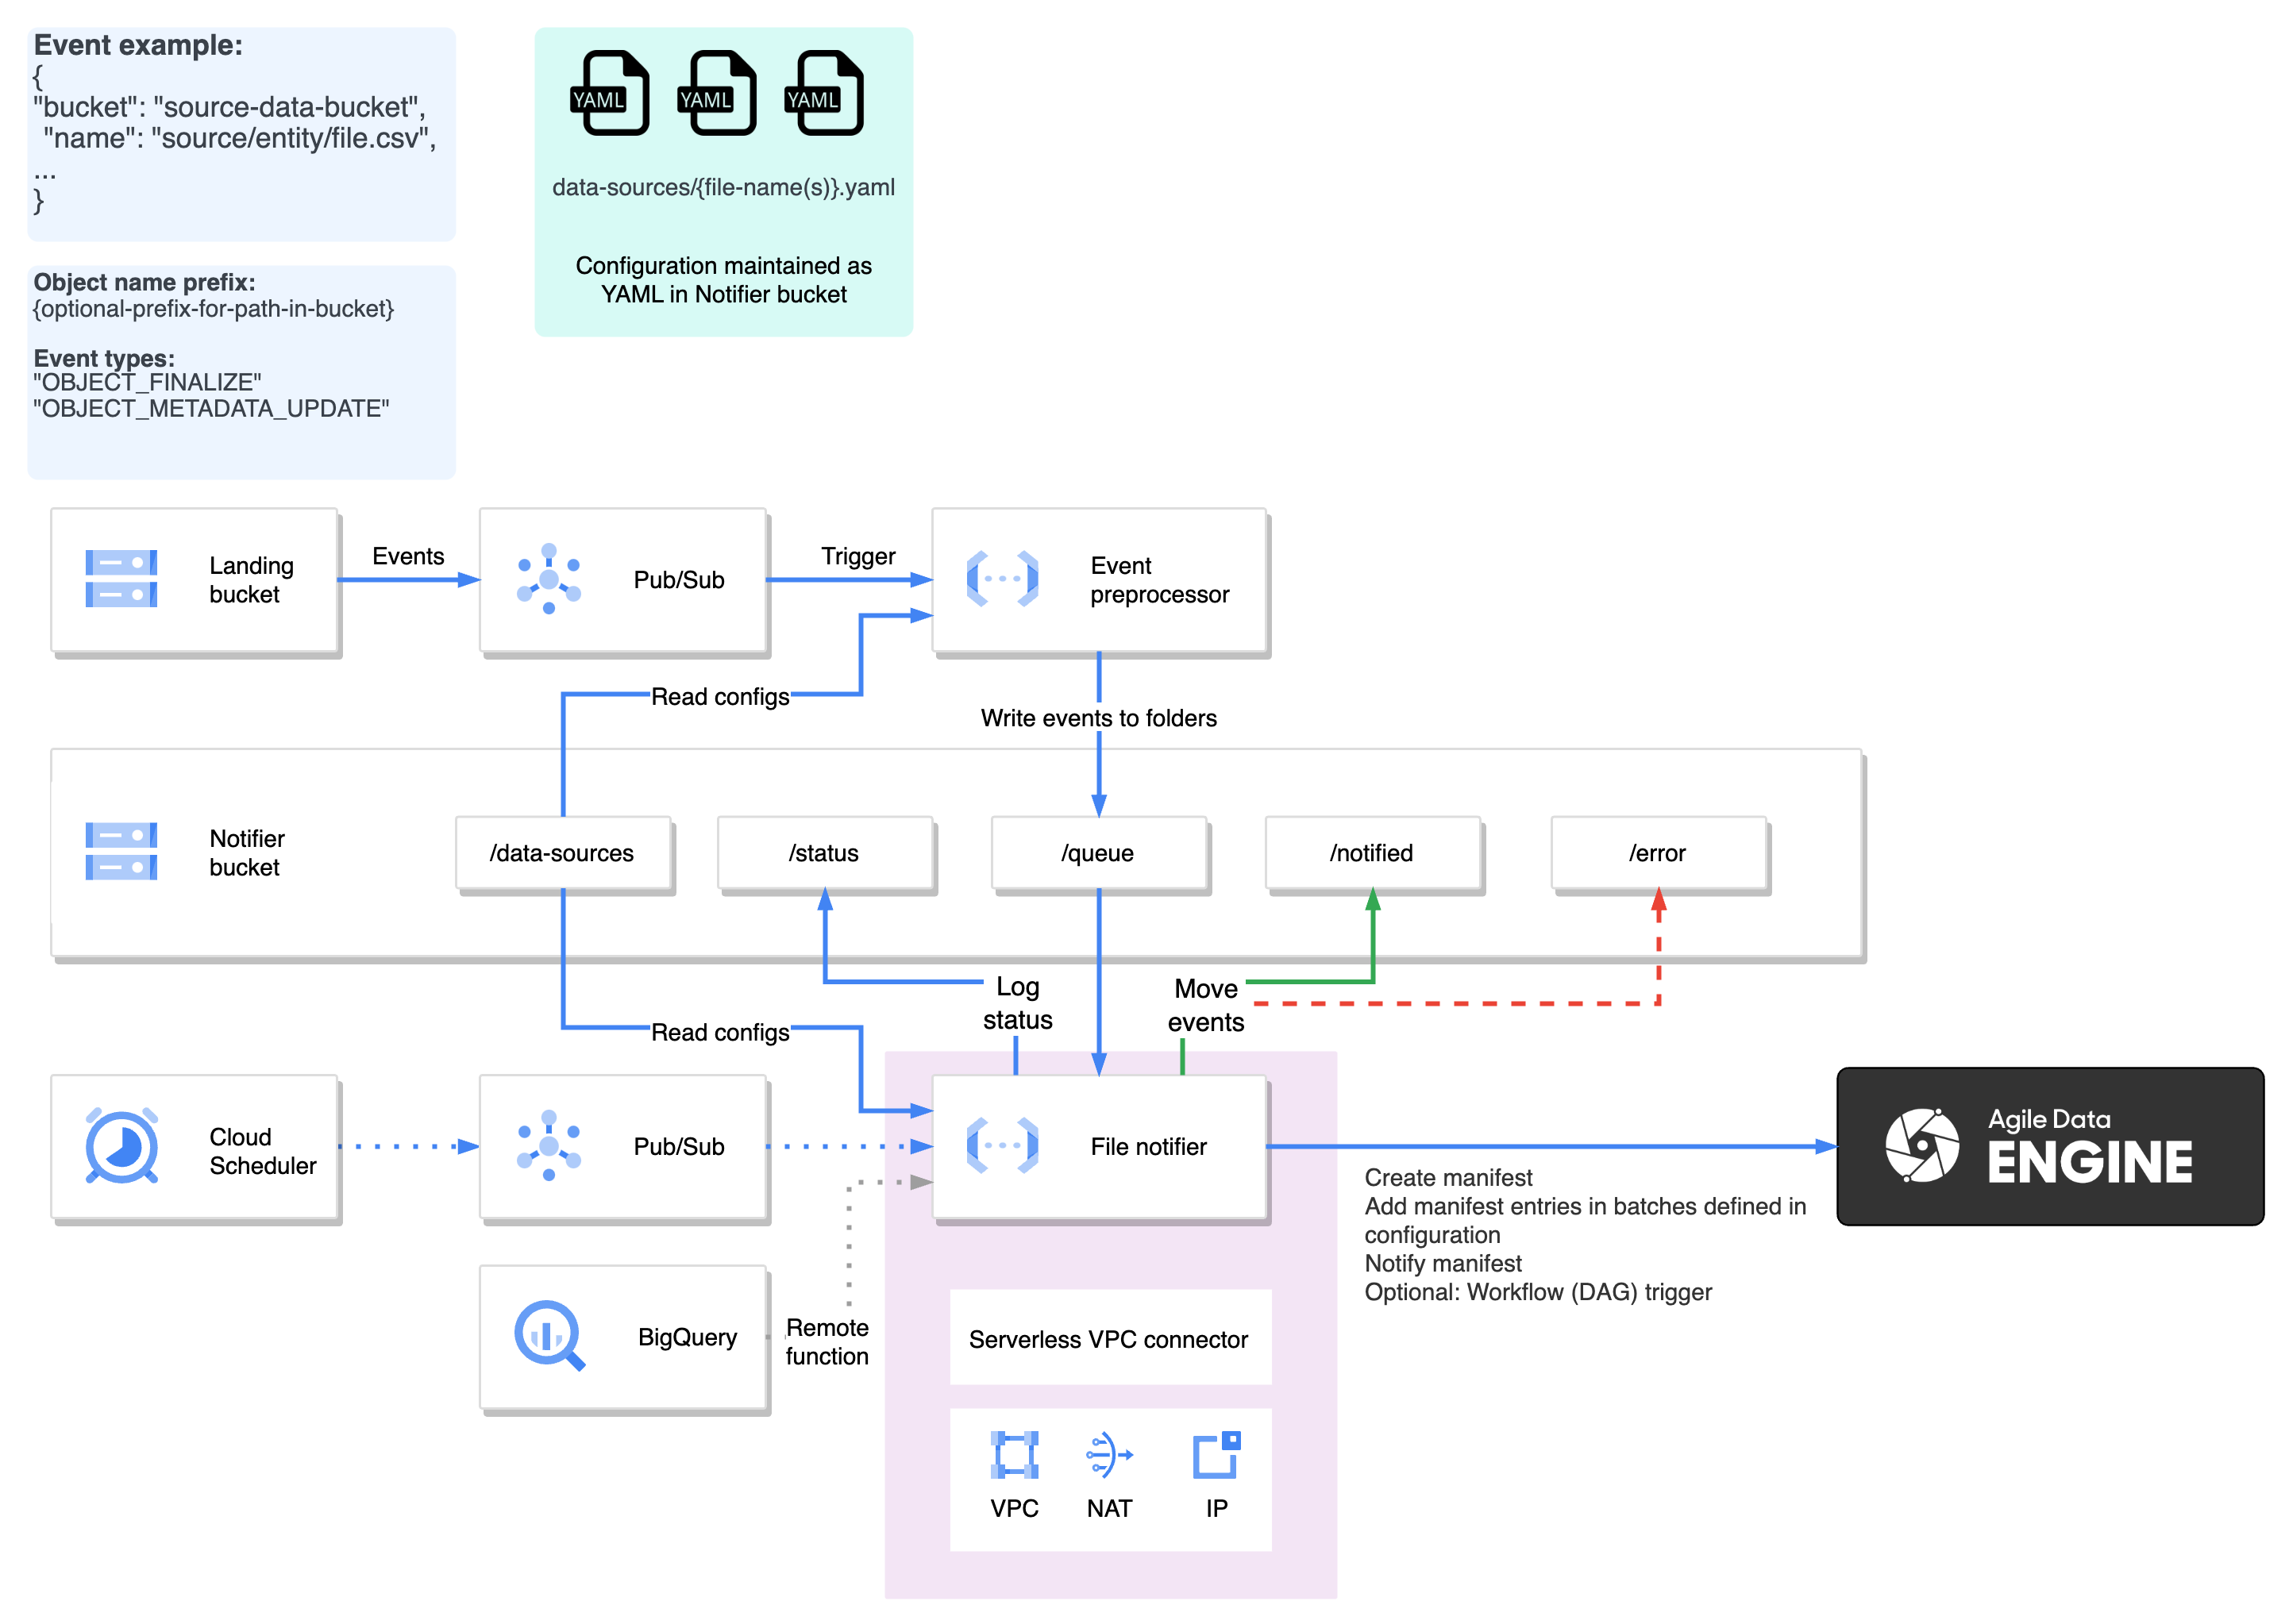 Event example:
{
"bucket": "source-data-bucket",
"name": "source/entity/file.csv",
...
}
Object name prefix:
{optional-prefix-for-path-in-bucket}
Event types:
"OBJECT_FINALIZE"
"OBJECT_METADATA_UPDATE"
YAML
YAML
YAML
data-sources/{file-name(s)}.yaml
Configuration maintained as
YAML in Notifier bucket
Landing
bucket
Events
Pub/Sub
Trigger
Event
preprocessor
Read configs
Write events to folders
Notifier
bucket
/data-sources
/status
/queue
/notified
/error
Log
status
Move
events
Read configs
Cloud
Scheduler
Pub/Sub
File notifier
Agile Data
ENGINE
Create manifest
Add manifest entries in batches defined in
configuration
Notify manifest
Optional: Workflow (DAG) trigger
BigQuery
Remote
function
Serverless VPC connector
VPC
NAT
IP